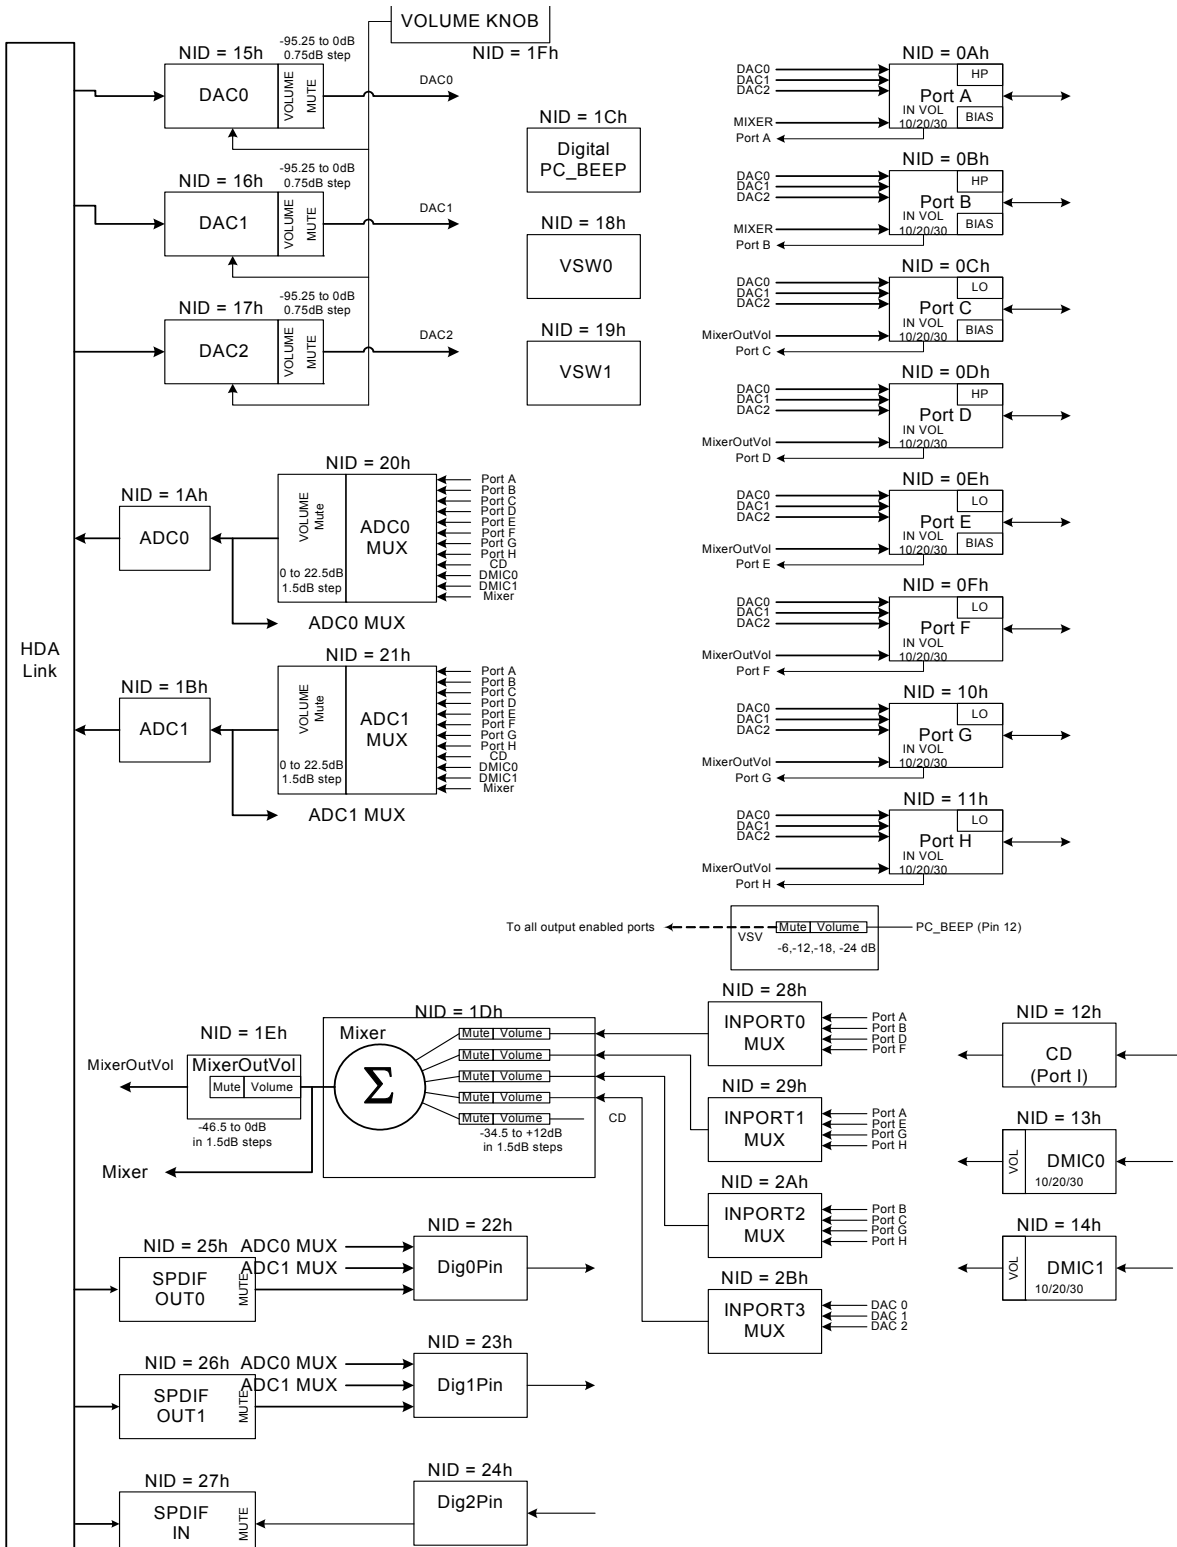 VOLUME KNOB
NID = 1Fh
HDA
Link
NID = 15h
-95.25 to 0dB
0.75dB step
DAC0
VOLUME
MUTE
DAC0
NID = 16h
-95.25 to 0dB
0.75dB step
DAC1
VOLUME
MUTE
DAC1
NID = 17h
-95.25 to 0dB
0.75dB step
DAC2
VOLUME
MUTE
DAC2
NID = 1Ch
Digital
PC_BEEP
NID = 18h
VSW0
NID = 19h
VSW1
NID = 0Ah
DAC0
DAC1
DAC2
MIXER
Port A
HP
Port A
IN VOL
10/20/30
BIAS
NID = 0Bh
DAC0
DAC1
DAC2
MIXER
Port B
HP
Port B
IN VOL
10/20/30
BIAS
NID = 0Ch
DAC0
DAC1
DAC2
MixerOutVol
Port C
LO
Port C
IN VOL
10/20/30
BIAS
NID = 0Dh
DAC0
DAC1
DAC2
MixerOutVol
Port D
HP
Port D
IN VOL
10/20/30
NID = 0Eh
DAC0
DAC1
DAC2
MixerOutVol
Port E
LO
Port E
IN VOL
10/20/30
BIAS
NID = 0Fh
DAC0
DAC1
DAC2
MixerOutVol
Port F
LO
Port F
IN VOL
10/20/30
NID = 10h
DAC0
DAC1
DAC2
MixerOutVol
Port G
LO
Port G
IN VOL
10/20/30
NID = 11h
DAC0
DAC1
DAC2
MixerOutVol
Port H
LO
Port H
IN VOL
10/20/30
NID = 1Ah
ADC0
NID = 20h
VOLUME
Mute
0 to 22.5dB
1.5dB step
ADC0
MUX
Port A
Port B
Port C
Port D
Port E
Port F
Port G
Port H
CD
DMIC0
DMIC1
Mixer
ADC0 MUX
NID = 1Bh
ADC1
NID = 21h
VOLUME
Mute
0 to 22.5dB
1.5dB step
ADC1
MUX
Port A
Port B
Port C
Port D
Port E
Port F
Port G
Port H
CD
DMIC0
DMIC1
Mixer
ADC1 MUX
To all output enabled ports
VSV
Mute Volume
-6,-12,-18, -24 dB
PC_BEEP (Pin 12)
NID = 1Eh
MixerOutVol
MixerOutVol
Mute Volume
-46.5 to 0dB
in 1.5dB steps
Mixer
NID = 1Dh
Mixer
Σ
Mute Volume
Mute Volume
Mute Volume
Mute Volume
Mute Volume
CD
-34.5 to +12dB
in 1.5dB steps
NID = 28h
INPORT0
MUX
Port A
Port B
Port D
Port F
NID = 29h
INPORT1
MUX
Port A
Port E
Port G
Port H
NID = 2Ah
INPORT2
MUX
Port B
Port C
Port G
Port H
NID = 2Bh
INPORT3
MUX
DAC 0
DAC 1
DAC 2
NID = 12h
CD
(Port I)
NID = 13h
VOL
DMIC0
10/20/30
NID = 14h
VOL
DMIC1
10/20/30
NID = 25h
SPDIF
OUT0
MUTE
ADC0 MUX
ADC1 MUX
NID = 22h
Dig0Pin
NID = 26h
SPDIF
OUT1
MUTE
ADC0 MUX
ADC1 MUX
NID = 23h
Dig1Pin
NID = 27h
SPDIF
IN
MUTE
NID = 24h
Dig2Pin